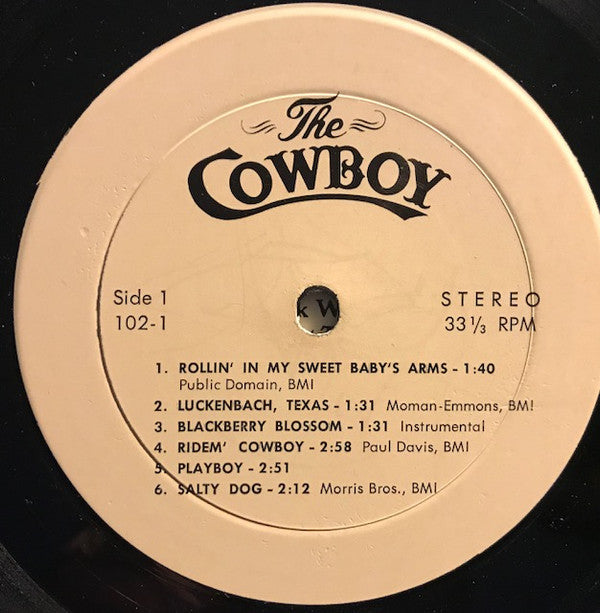 The
COWBOY
Side 1
102-1
STEREO
33 1/3 RPM
1. ROLLIN' IN MY SWEET BABY'S ARMS - 1:40
Public Domain, BMI
2. LUCKENBACH, TEXAS - 1:31 Moman-Emmons, BMI
3. BLACKBERRY BLOSSOM - 1:31 Instrumental
4. RIDEM' COWBOY - 2:58 Paul Davis, BMI
5. PLAYBOY - 2:51
6. SALTY DOG - 2:12 Morris Bros., BMI